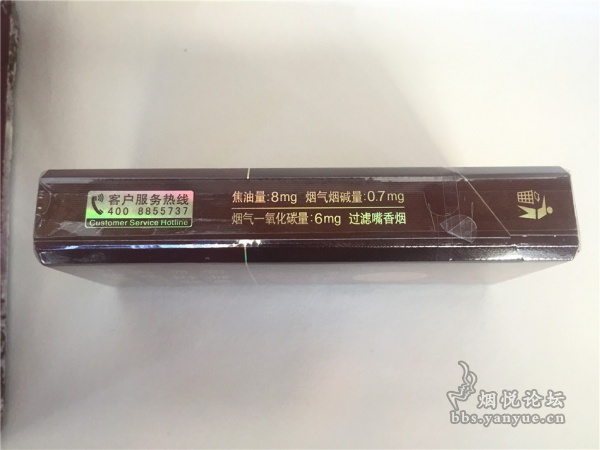 客户服务热线
400 8855737
Customer Service Hotline
焦油量:8mg 烟气烟碱量:0.7mg
烟气一氧化碳量:6mg 过滤嘴香烟
烟悦论坛
bbs.yanyue.cn